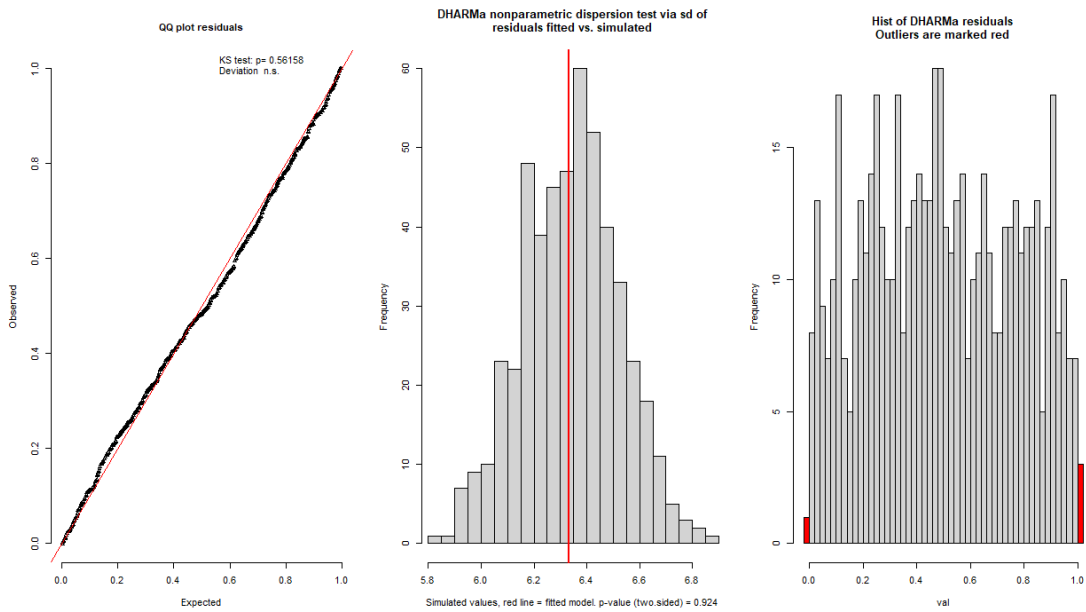 QQ plot residuals
KS test: p= 0.56158
Deviation n.s.
Observed
0.0
0.2
0.4
0.6
0.8
1.0
0.0 0.2 0.4 0.6 0.8 1.0
Expected
DHARMa nonparametric dispersion test via sd of
residuals fitted vs. simulated
Frequency
0
10
20
30
40
50
60
5.8 6.0 6.2 6.4 6.6 6.8
Simulated values, red line = fitted model. p-value (two.sided) = 0.924
Hist of DHARMa residuals
Outliers are marked red
Frequency
0
5
10
15
0.0 0.2 0.4 0.6 0.8 1.0
val